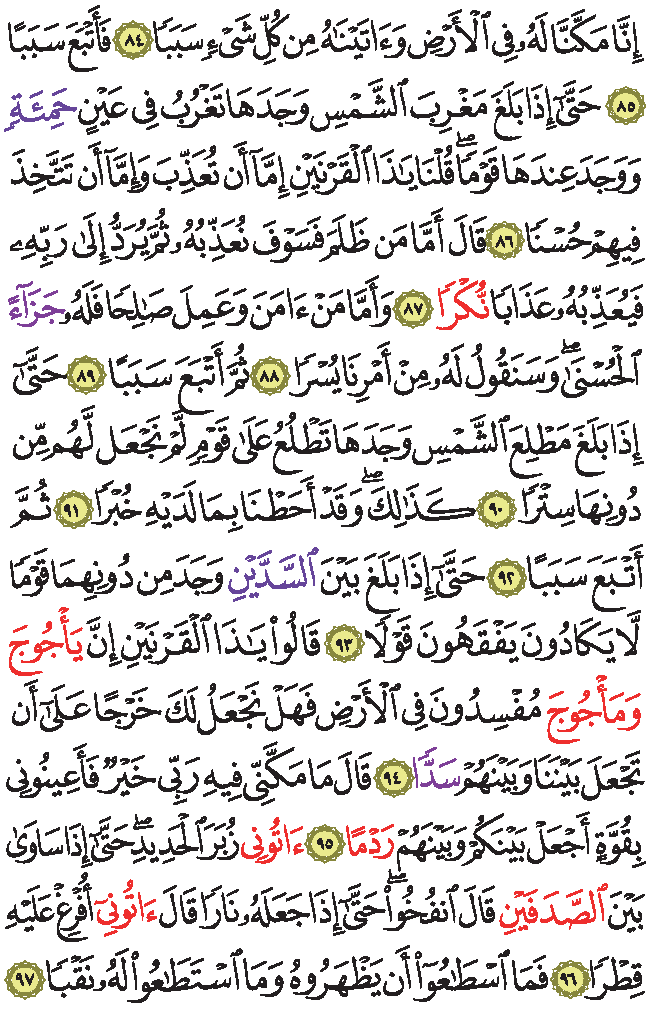 إِنَّا مَكَّنَّا لَهُۥ فِى ٱلْأَرْضِ وَءَاتَيْنَٰهُ مِن كُلِّ شَىْءٍ سَبَبًا ٨٤ فَأَتْبَعَ سَبَبًا
٨٥ حَتَّىٰٓ إِذَا بَلَغَ مَغْرِبَ ٱلشَّمْسِ وَجَدَهَا تَغْرُبُ فِى عَيْنٍ حَمِئَةٍ
وَوَجَدَ عِندَهَا قَوْمًا ۖ قُلْنَا يَٰذَا ٱلْقَرْنَيْنِ إِمَّآ أَن تُعَذِّبَ وَإِمَّآ أَن تَتَّخِذَ
فِيهِمْ حُسْنًا ٨٦ قَالَ أَمَّا مَن ظَلَمَ فَسَوْفَ نُعَذِّبُهُۥ ثُمَّ يُرَدُّ إِلَىٰ رَبِّهِۦ
فَيُعَذِّبُهُۥ عَذَابًا نُّكْرًا ٨٧ وَأَمَّا مَنْ ءَامَنَ وَعَمِلَ صَٰلِحًا فَلَهُۥ جَزَآءً
ٱلْحُسْنَىٰ ۖ وَسَنَقُولُ لَهُۥ مِنْ أَمْرِنَا يُسْرًا ٨٨ ثُمَّ أَتْبَعَ سَبَبًا ٨٩ حَتَّىٰٓ
إِذَا بَلَغَ مَطْلِعَ ٱلشَّمْسِ وَجَدَهَا تَطْلُعُ عَلَىٰ قَوْمٍ لَّمْ نَجْعَل لَّهُم مِّن
دُونِهَا سِتْرًا ٩٠ كَذَٰلِكَ ۖ وَقَدْ أَحَطْنَا بِمَا لَدَيْهِ خُبْرًا ٩١ ثُمَّ
أَتْبَعَ سَبَبًا ٩٢ حَتَّىٰٓ إِذَا بَلَغَ بَيْنَ ٱلسَّدَّيْنِ وَجَدَ مِن دُونِهِمَا قَوْمًا
لَّا يَكَادُونَ يَفْقَهُونَ قَوْلًا ٩٣ قَالُوا۟ يَٰذَا ٱلْقَرْنَيْنِ إِنَّ يَأْجُوجَ
وَمَأْجُوجَ مُفْسِدُونَ فِى ٱلْأَرْضِ فَهَلْ نَجْعَلُ لَكَ خَرْجًا عَلَىٰٓ أَن
تَجْعَلَ بَيْنَنَا وَبَيْنَهُمْ سَدًّا ٩٤ قَالَ مَا مَكَّنِّى فِيهِ رَبِّى خَيْرٌ فَأَعِينُونِى
بِقُوَّةٍ أَجْعَلْ بَيْنَكُمْ وَبَيْنَهُمْ رَدْمًا ٩٥ ءَاتُونِى زُبَرَ ٱلْحَدِيدِ ۖ حَتَّىٰٓ إِذَا سَاوَىٰ
بَيْنَ ٱلصَّدَفَيْنِ قَالَ ٱنفُخُوا۟ ۖ حَتَّىٰٓ إِذَا جَعَلَهُۥ نَارًا قَالَ ءَاتُونِىٓ أُفْرِغْ عَلَيْهِ
قِطْرًا ٩٦ فَمَا ٱسْطَٰعُوٓا۟ أَن يَظْهَرُوهُ وَمَا ٱسْتَطَٰعُوا۟ لَهُۥ نَقْبًا ٩٧